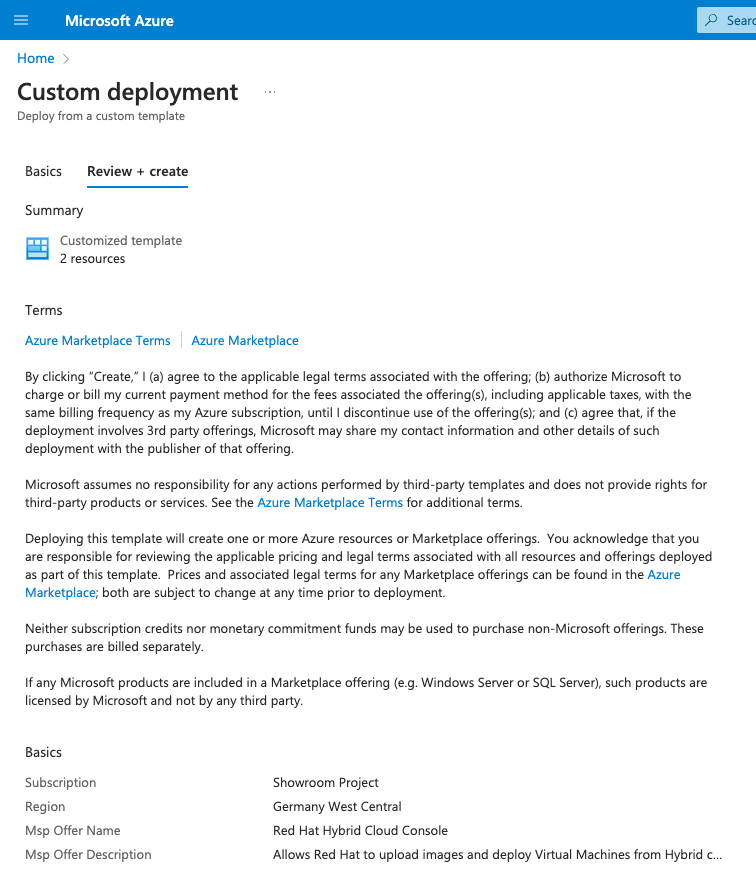 Microsoft Azure
Sear
Home
Custom deployment
Deploy from a custom template
Basics
Review + create
Summary
Customized template
2 resources
Terms
Azure Marketplace Terms
Azure Marketplace
By clicking “Create,” I (a) agree to the applicable legal terms associated with the offering; (b) authorize Microsoft to
charge or bill my current payment method for the fees associated the offering(s), including applicable taxes, with the
same billing frequency as my Azure subscription, until I discontinue use of the offering(s); and (c) agree that, if the
deployment involves 3rd party offerings, Microsoft may share my contact information and other details of such
deployment with the publisher of that offering.
Microsoft assumes no responsibility for any actions performed by third-party templates and does not provide rights for
third-party products or services. See the Azure Marketplace Terms for additional terms.
Deploying this template will create one or more Azure resources or Marketplace offerings.  You acknowledge that you
are responsible for reviewing the applicable pricing and legal terms associated with all resources and offerings deployed
as part of this template.  Prices and associated legal terms for any Marketplace offerings can be found in the Azure
Marketplace; both are subject to change at any time prior to deployment.
Neither subscription credits nor monetary commitment funds may be used to purchase non-Microsoft offerings. These
purchases are billed separately.
If any Microsoft products are included in a Marketplace offering (e.g. Windows Server or SQL Server), such products are
licensed by Microsoft and not by any third party.
Basics
Subscription Showroom Project
Region Germany West Central
Msp Offer Name Red Hat Hybrid Cloud Console
Msp Offer Description Allows Red Hat to upload images and deploy Virtual Machines from Hybrid c...